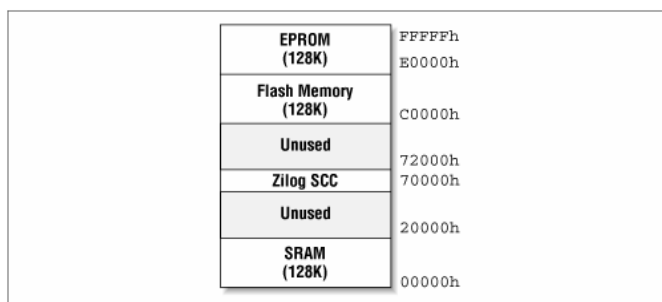 EPROM
(128K)
FFFFFh
E0000h
Flash Memory
(128K)
C0000h
Unused
72000h
Zilog SCC
70000h
Unused
20000h
SRAM
(128K)
00000h